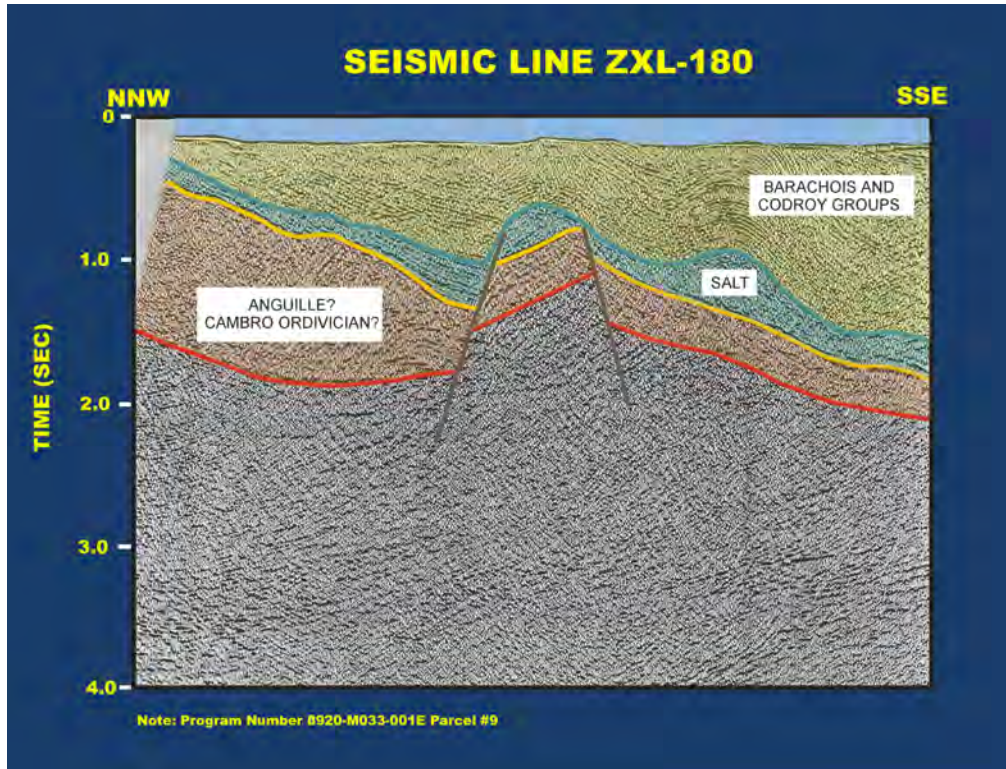 SEISMIC LINE ZXL-180
NNW
SSE
0
BARACHOIS AND
CODROY GROUPS
1.0
SALT
ANGUILLE?
CAMBRO ORDIVICIAN?
TIME (SEC)
2.0
3.0
4.0
Note: Program Number 8920-M033-001E Parcel #9